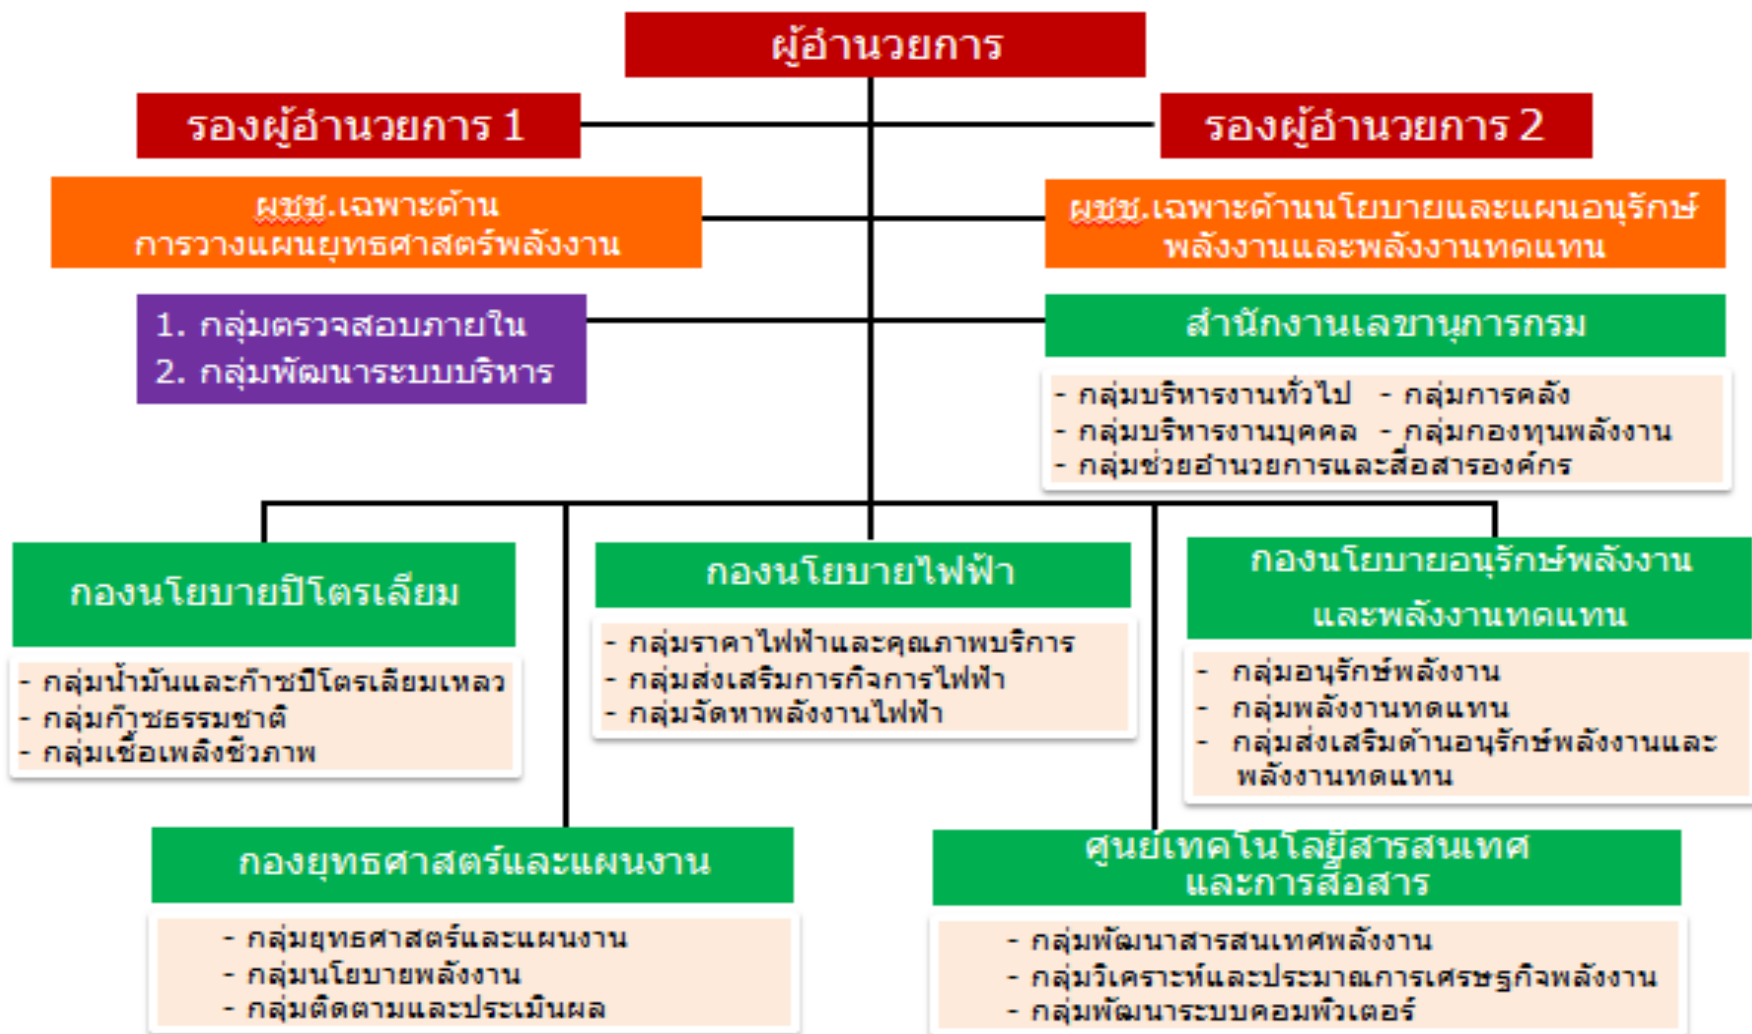 ผู้อำนวยการ
รองผู้อำนวยการ 1
รองผู้อำนวยการ 2
ผชช.เฉพาะด้าน
การวางแผนยุทธศาสตร์พลังงาน
ผชช.เฉพาะด้านนโยบายและแผนอนุรักษ์
พลังงานและพลังงานทดแทน
1. กลุ่มตรวจสอบภายใน
2. กลุ่มพัฒนาระบบบริหาร
สำนักงานเลขานุการกรม
- กลุ่มบริหารงานทั่วไป - กลุ่มการคลัง
- กลุ่มบริหารงานบุคคล - กลุ่มกองทุนพลังงาน
- กลุ่มช่วยอำนวยการและสื่อสารองค์กร
กองนโยบายปิโตรเลียม
- กลุ่มน้ำมันและก๊าซปิโตรเลียมเหลว
- กลุ่มก๊าซธรรมชาติ
- กลุ่มเชื้อเพลิงชีวภาพ
กองนโยบายไฟฟ้า
- กลุ่มราคาไฟฟ้าและคุณภาพบริการ
- กลุ่มส่งเสริมการกิจการไฟฟ้า
- กลุ่มจัดหาพลังงานไฟฟ้า
กองนโยบายอนุรักษ์พลังงาน
และพลังงานทดแทน
- กลุ่มอนุรักษ์พลังงาน
- กลุ่มพลังงานทดแทน
- กลุ่มส่งเสริมด้านอนุรักษ์พลังงานและ
พลังงานทดแทน
กองยุทธศาสตร์และแผนงาน
- กลุ่มยุทธศาสตร์และแผนงาน
- กลุ่มนโยบายพลังงาน
- กลุ่มติดตามและประเมินผล
ศูนย์เทคโนโลยีสารสนเทศ
และการสื่อสาร
- กลุ่มพัฒนาสารสนเทศพลังงาน
- กลุ่มวิเคราะห์และประมาณการเศรษฐกิจพลังงาน
- กลุ่มพัฒนาระบบคอมพิวเตอร์